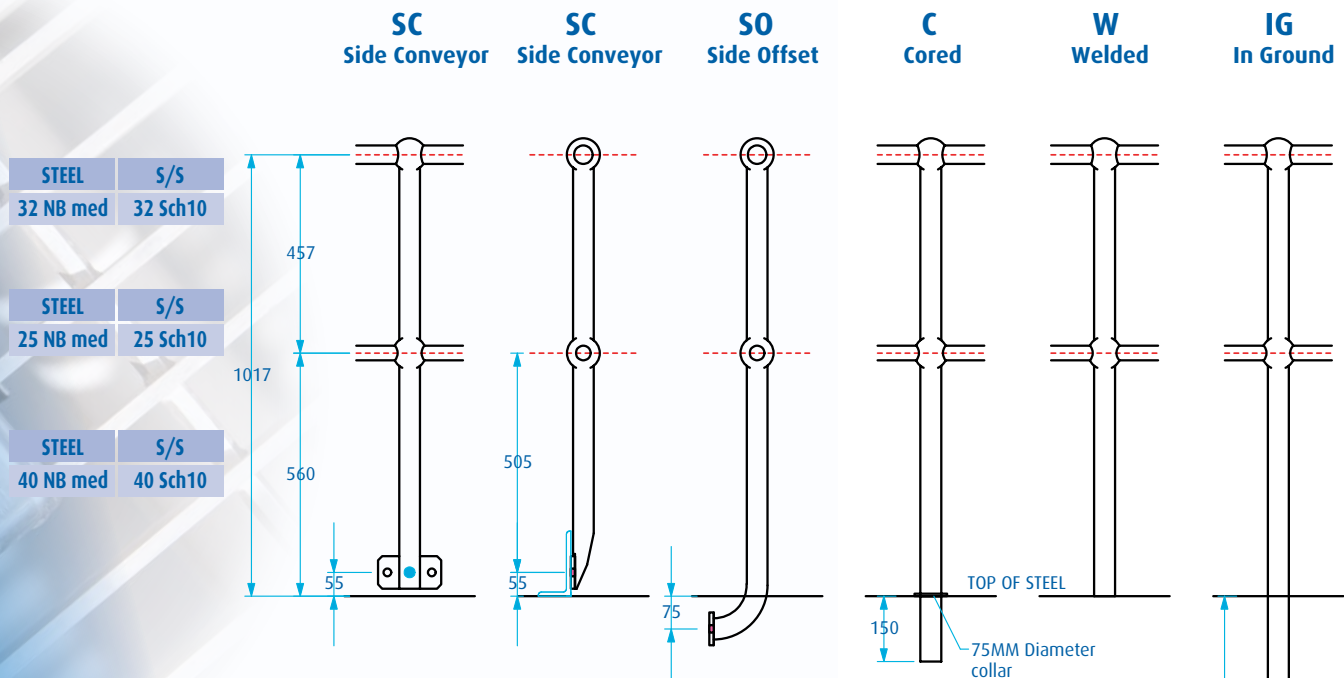 SC
Side Conveyor
SC
Side Conveyor
SO
Side Offset
C
Cored
W
Welded
IG
In Ground
STEEL S/S
32 NB med 32 Sch10
457
STEEL S/S
25 NB med 25 Sch10
1017
STEEL S/S
40 NB med 40 Sch10
560
505
55
55
75
TOP OF STEEL
150
75MM Diameter
collar